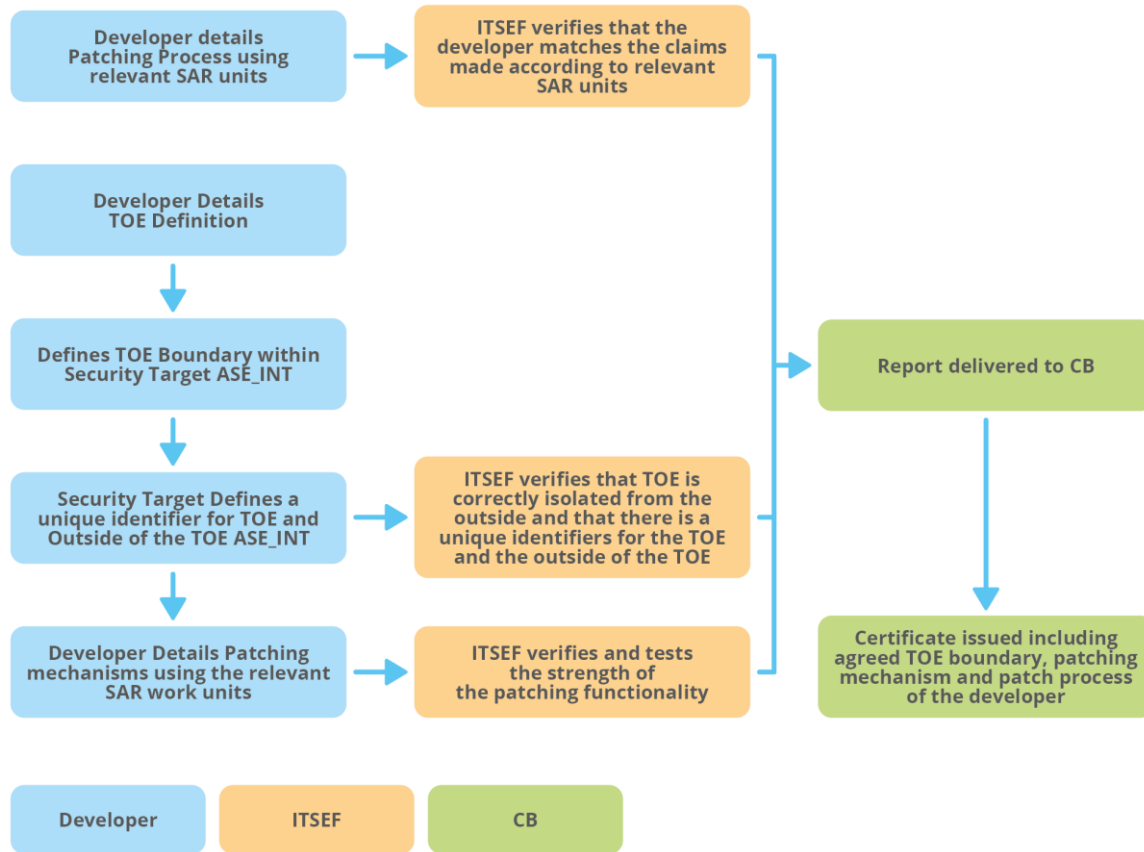 Developer details
Patching Process using
relevant SAR units
ITSEF verifies that the
developer matches the claims
made according to relevant
SAR units
Developer Details
TOE Definition
Defines TOE Boundary within
Security Target ASE_INT
Report delivered to CB
Security Target Defines a
unique identifier for TOE and
Outside of the TOE ASE_INT
ITSEF verifies that TOE is
correctly isolated from the
outside and that there is a
unique identifiers for the TOE
and the outside of the TOE
Developer Details Patching
mechanisms using the relevant
SAR work units
ITSEF verifies and tests
the strength of
the patching functionality
Certificate issued including
agreed TOE boundary, patching
mechanism and patch process
of the developer
Developer
ITSEF
CB